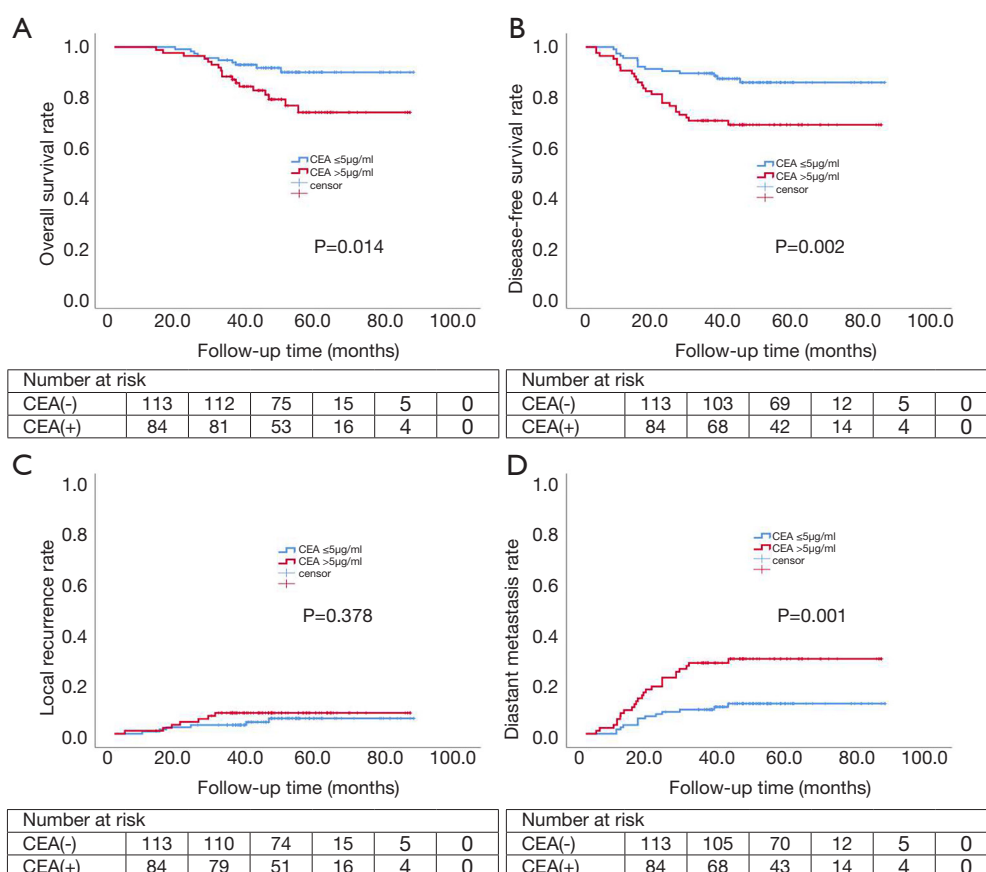 A
1.0
0.8
0.6
0.4
0.2
0.0
Overall survival rate
CEA ≤5μg/ml
CEA >5μg/ml
censor
P=0.014
0 20.0 40.0 60.0 80.0 100.0
Follow-up time (months)
Number at risk
CEA(-) 113 112 75 15 5 0
CEA(+) 84 81 53 16 4 0
B
1.0
0.8
0.6
0.4
0.2
0.0
Disease-free survival rate
CEA ≤5μg/ml
CEA >5μg/ml
censor
P=0.002
0 20.0 40.0 60.0 80.0 100.0
Follow-up time (months)
Number at risk
CEA(-) 113 103 69 12 5 0
CEA(+) 84 68 42 14 4 0
C
1.0
0.8
0.6
0.4
0.2
0.0
Local recurrence rate
CEA ≤5μg/ml
CEA >5μg/ml
censor
P=0.378
0 20.0 40.0 60.0 80.0 100.0
Follow-up time (months)
Number at risk
CEA(-) 113 110 74 15 5 0
CEA(+) 84 79 51 16 4 0
D
1.0
0.8
0.6
0.4
0.2
0.0
Diastant metastasis rate
CEA ≤5μg/ml
CEA >5μg/ml
censor
P=0.001
0 20.0 40.0 60.0 80.0 100.0
Follow-up time (months)
Number at risk
CEA(-) 113 105 70 12 5 0
CEA(+) 84 68 43 14 4 0